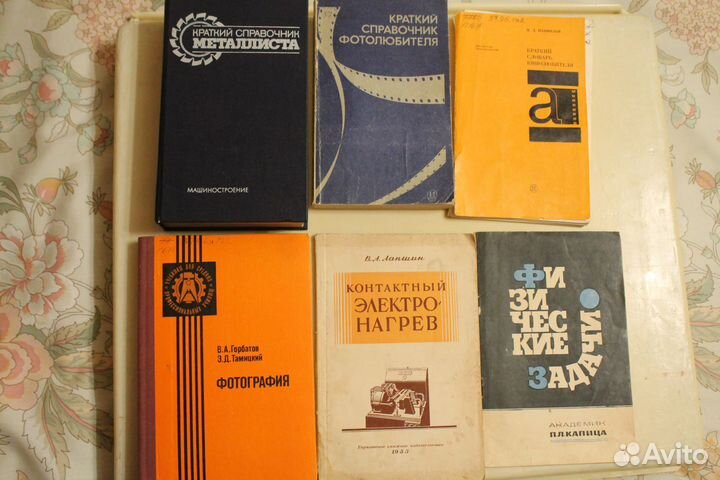 КРАТКИЙ СПРАВОЧНИК
МЕТАЛЛИСТА
МАШИНОСТРОЕНИЕ
КРАТКИЙ
СПРАВОЧНИК
ФОТОЛЮБИТЕЛЯ
КРАТКИЙ
СЛОВАРЬ
КИНОЛЮБИТЕЛЯ
а
В.А.Горбатов
Э.Д.Тамицкий
ФОТОГРАФИЯ
В.А.Лапшин
КОНТАКТНЫЙ
ЭЛЕКТРО-
НАГРЕВ
1953
ФИ
ЗИ
ЧЕС
КИЕ
ЗАДАЧИ
АКАДЕМИК
П.Л.КАПИЦА
Avito